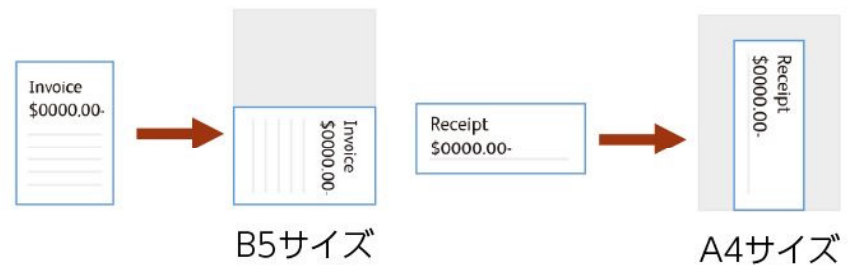 Invoice
$0000.00-
Invoice
$0000.00-
B5サイズ
Receipt
$0000.00-
Receipt
$0000.00-
A4サイズ